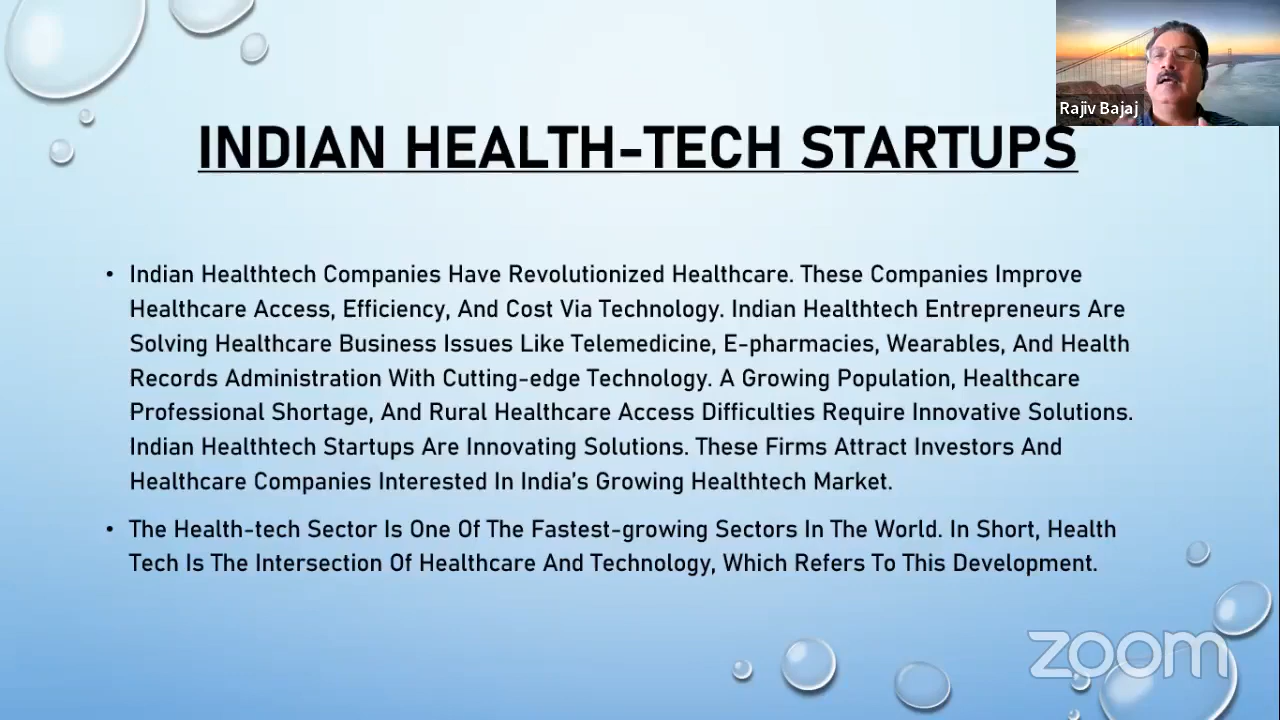 Rajiv Bajaj
INDIAN HEALTH-TECH STARTUPS
• Indian Healthtech Companies Have Revolutionized Healthcare. These Companies Improve
Healthcare Access, Efficiency, And Cost Via Technology. Indian Healthtech Entrepreneurs Are
Solving Healthcare Business Issues Like Telemedicine, E-pharmacies, Wearables, And Health
Records Administration With Cutting-edge Technology. A Growing Population, Healthcare
Professional Shortage, And Rural Healthcare Access Difficulties Require Innovative Solutions.
Indian Healthtech Startups Are Innovating Solutions. These Firms Attract Investors And
Healthcare Companies Interested In India's Growing Healthtech Market.
• The Health-tech Sector Is One Of The Fastest-growing Sectors In The World. In Short, Health
Tech Is The Intersection Of Healthcare And Technology, Which Refers To This Development.
zoom